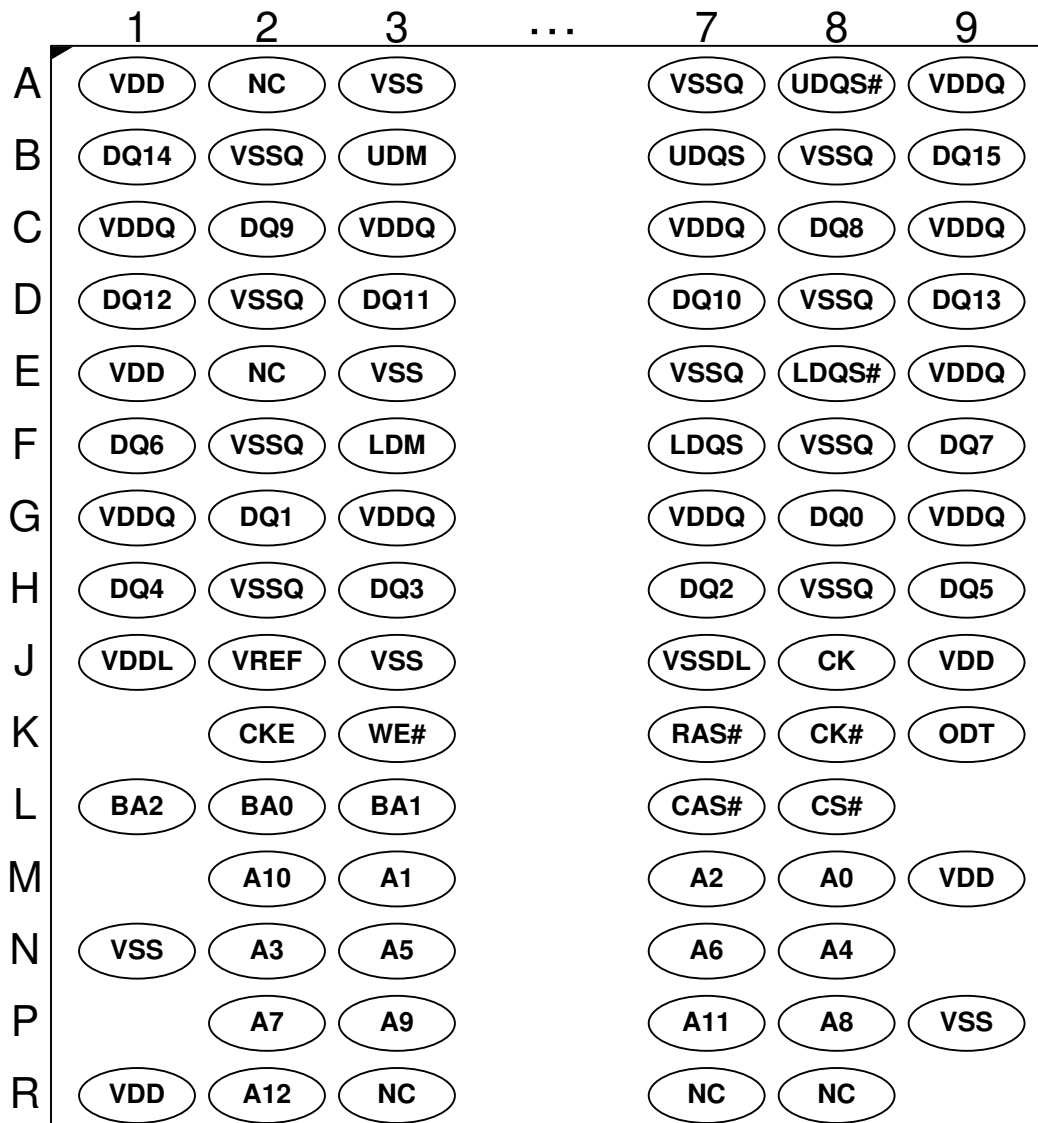 1 2 3 ... 7 8 9
A VDD NC VSS VSSQ UDQS# VDDQ
B DQ14 VSSQ UDM UDQS VSSQ DQ15
C VDDQ DQ9 VDDQ VDDQ DQ8 VDDQ
D DQ12 VSSQ DQ11 DQ10 VSSQ DQ13
E VDD NC VSS VSSQ LDQS# VDDQ
F DQ6 VSSQ LDM LDQS VSSQ DQ7
G VDDQ DQ1 VDDQ VDDQ DQ0 VDDQ
H DQ4 VSSQ DQ3 DQ2 VSSQ DQ5
J VDDL VREF VSS VSSDL CK VDD
K CKE WE# RAS# CK# ODT
L BA2 BA0 BA1 CAS# CS#
M A10 A1 A2 A0 VDD
N VSS A3 A5 A6 A4
P A7 A9 A11 A8 VSS
R VDD A12 NC NC NC